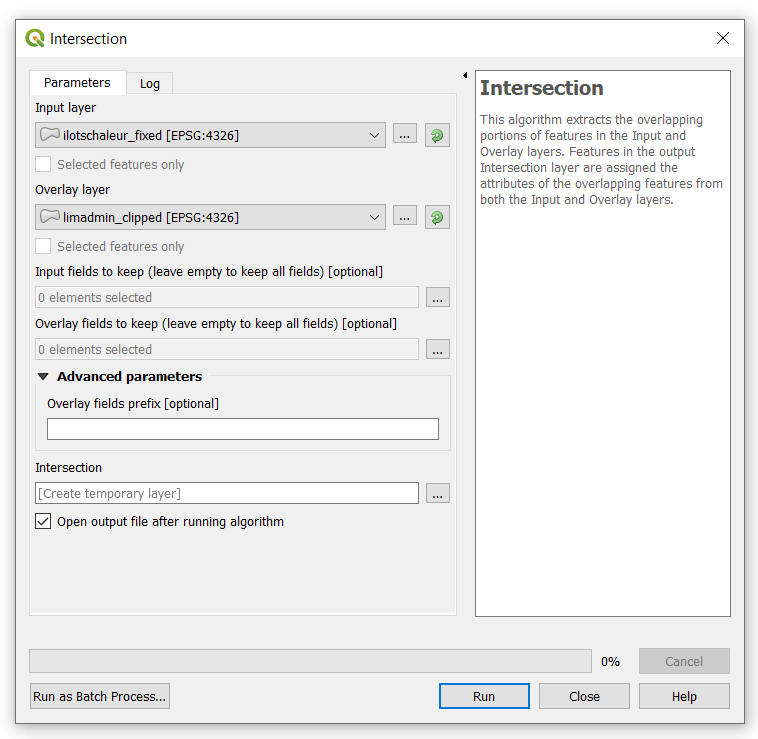 Intersection
Parameters
Log
Input layer
ilotschaleur_fixed [EPSG:4326]
...
Selected features only
Overlay layer
limadmin_clipped [EPSG:4326]
...
Selected features only
Input fields to keep (leave empty to keep all fields) [optional]
0 elements selected
...
Overlay fields to keep (leave empty to keep all fields) [optional]
0 elements selected
...
Advanced parameters
Overlay fields prefix [optional]
Intersection
[Create temporary layer]
...
Open output file after running algorithm
Intersection
This algorithm extracts the overlapping
portions of features in the Input and
Overlay layers. Features in the output
Intersection layer are assigned the
attributes of the overlapping features from
both the Input and Overlay layers.
0%
Cancel
Run as Batch Process...
Run
Close
Help